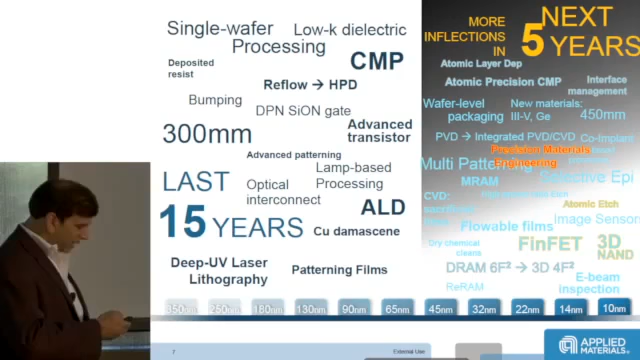 Single-wafer
Processing
Low-k dielectric
Deposited
resist
CMP
Reflow → HPD
Bumping
DPN SiON gate
300mm
Advanced
transistor
Advanced patterning
Lamp-based
Processing
LAST
15 YEARS
Optical
interconnect
ALD
Cu damascene
Deep-UV Laser
Lithography
Patterning Films
MORE
INFLECTIONS
IN
NEXT
5 YEARS
Atomic Layer Dep
Atomic Precision CMP
Interface
management
Wafer-level
packaging
New materials:
III-V, Ge
450mm
PVD → Integrated PVD/CVD
Co-Implant
Precision Materials
Engineering
Multi Patterning
Selective Epi
MRAM
CVD:
Atomic Etch
Image Sensor
Flowable films
Dry chemical
cleans
FinFET
3D
NAND
DRAM 6F² → 3D 4F²
ReRAM
E-beam
inspection
350nm
250nm
180nm
130nm
90nm
65nm
45nm
32nm
22nm
14nm
10nm
7
External Use
APPLIED
MATERIALS